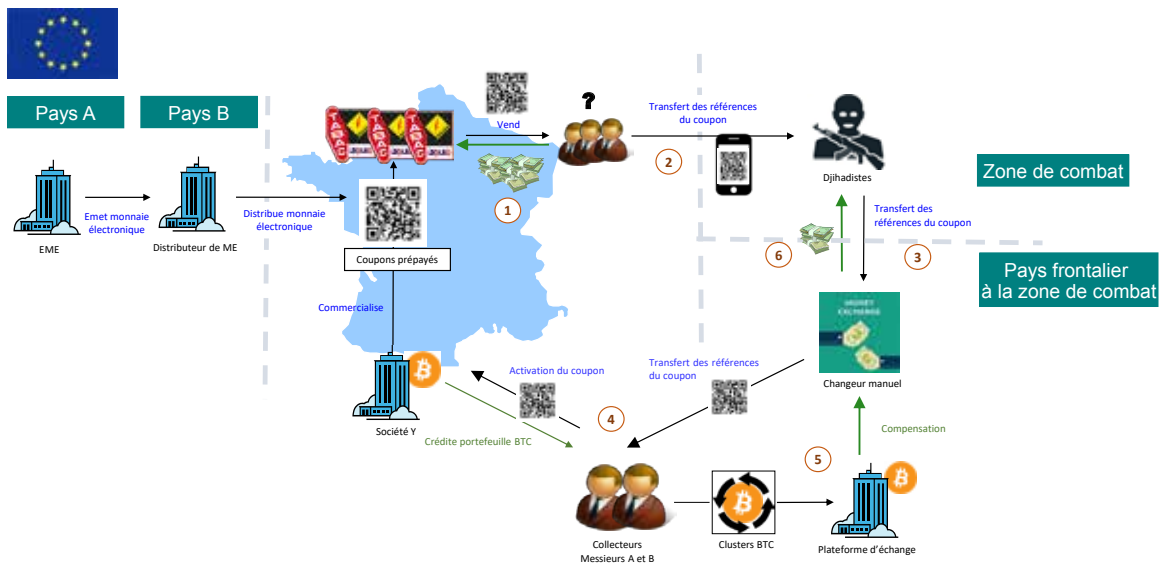 Pays A
Pays B
EME
Emet monnaie
électronique
Distributeur de ME
Distribue monnaie
électronique
TABAC
TABAC
TABAC
Vend
?
1
Coupons prépayés
Commercialise
Société Y
Transfert des références
du coupon
2
Djihadistes
Zone de combat
Transfert des
références du coupon
6
3
Pays frontalier
à la zone de combat
MONEY
EXCHANGE
Changeur manuel
Transfert des références
du coupon
Activation du coupon
4
Crédite portefeuille BTC
Compensation
5
Collecteurs
Messieurs A et B
Clusters BTC
Plateforme d'échange